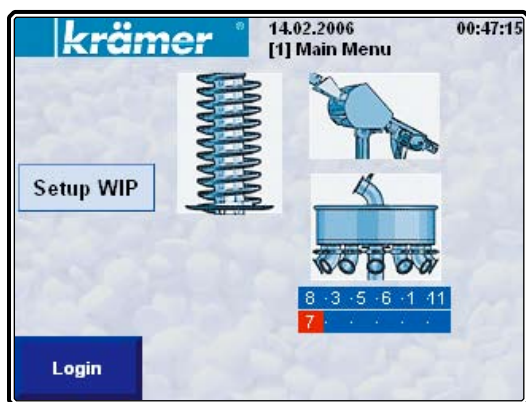 krämer ®
14.02.2006 00:47:15
[1] Main Menu
Setup WIP
8 ·3 ·5 ·6 ·1 ·11
7 · · · · ·
Login